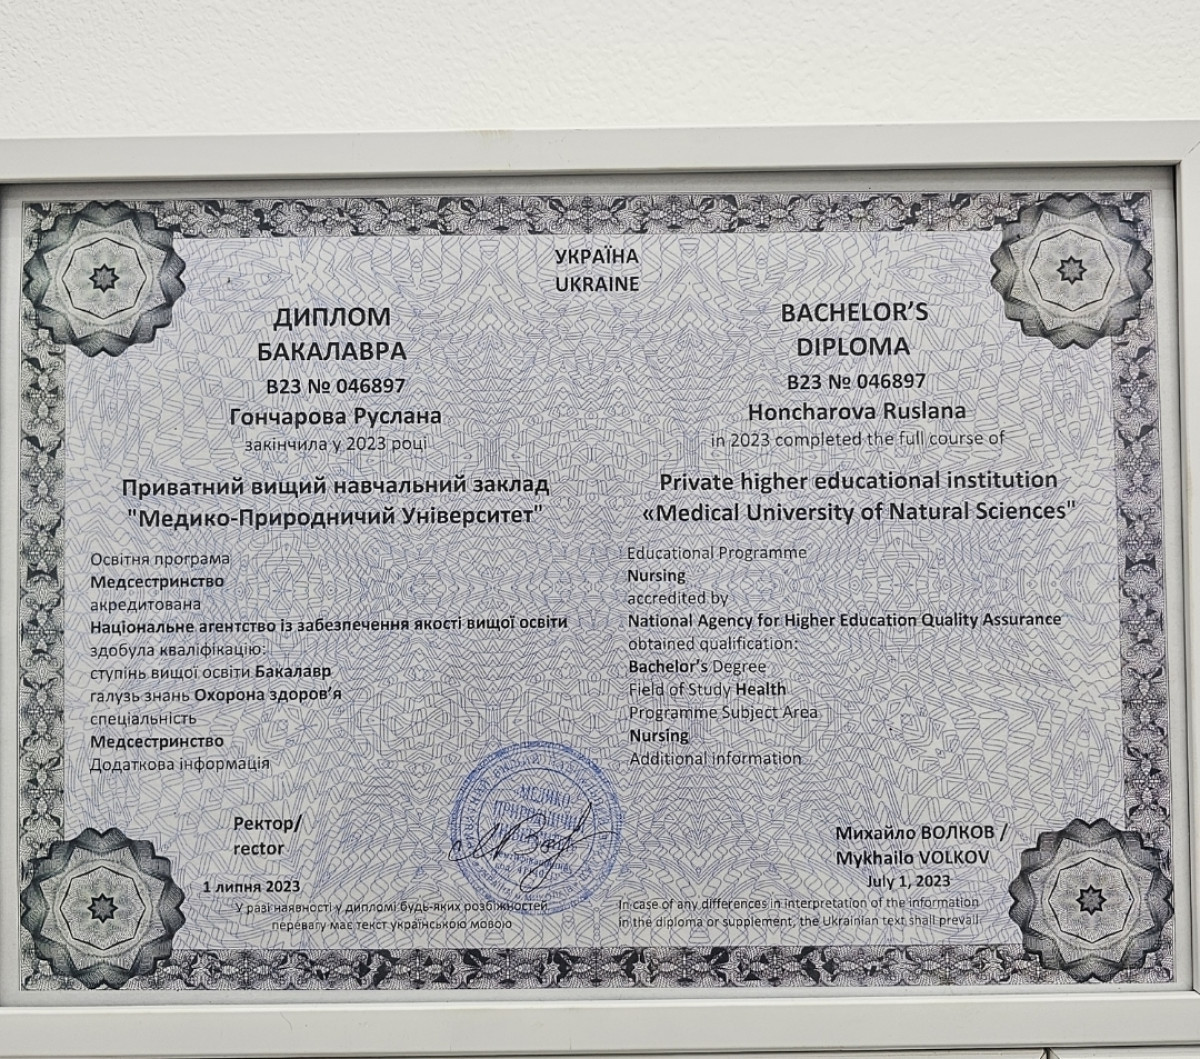 УКРАЇНА
UKRAINE
ДИПЛОМ
БАКАЛАВРА
B23 № 046897
Гончарова Руслана
закінчила у 2023 році
Приватний вищий навчальний заклад
"Медико-Природничий Університет"
Освітня програма
Медсестринство
акредитована
Національне агентство із забезпечення якості вищої освіти
здобула кваліфікацію:
ступінь вищої освіти Бакалавр
галузь знань Охорона здоров'я
спеціальність
Медсестринство
Додаткова інформація
BACHELOR'S
DIPLOMA
B23 № 046897
Honcharova Ruslana
in 2023 completed the full course of
Private higher educational institution
«Medical University of Natural Sciences"
Educational Programme
Nursing
accredited by
National Agency for Higher Education Quality Assurance
obtained qualification:
Bachelor's Degree
Field of Study Health
Programme Subject Area
Nursing
Additional information
Ректор/
rector
МЕДИКО
ПРИРОДНИЧИЙ
Михайло ВОЛКОВ /
Mykhailo VOLKOV
1 липня 2023
July 1, 2023
У разі наявності у дипломі будь-яких розбіжностей
перевагу має текст українською мовою
In case of any differences in interpretation of the information
in the diploma or supplement, the Ukrainian text shall prevail